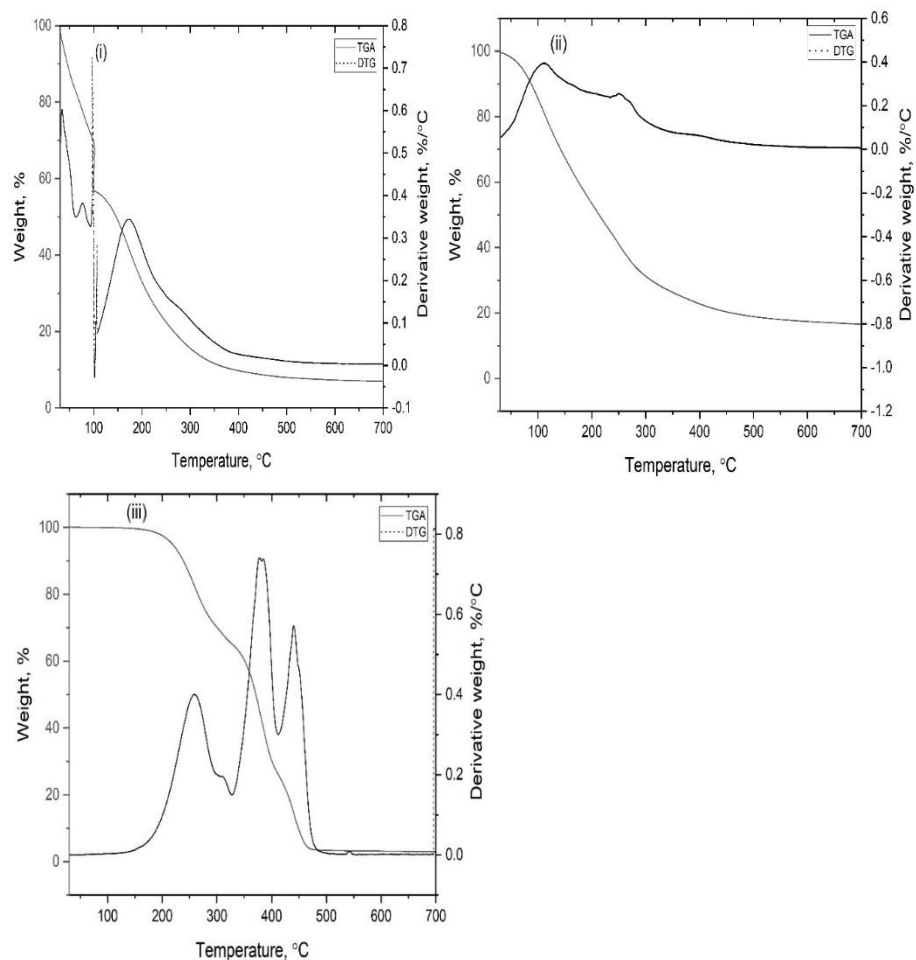 (i)
TGA
DTG
100
80
60
40
20
0
Weight, %
0.8
0.7
0.6
0.5
0.4
0.3
0.2
0.1
0.0
-0.1
Derivative weight, %/°C
100 200 300 400 500 600 700
Temperature, °C
(ii)
TGA
DTG
100
80
60
40
20
0
Weight, %
0.6
0.4
0.2
0.0
-0.2
-0.4
-0.6
-0.8
-1.0
-1.2
Derivative weight, %/°C
100 200 300 400 500 600 700
Temperature, °C
(iii)
TGA
DTG
100
80
60
40
20
0
Weight, %
0.8
0.6
0.4
0.2
0.0
Derivative weight, %/°C
100 200 300 400 500 600 700
Temperature, °C